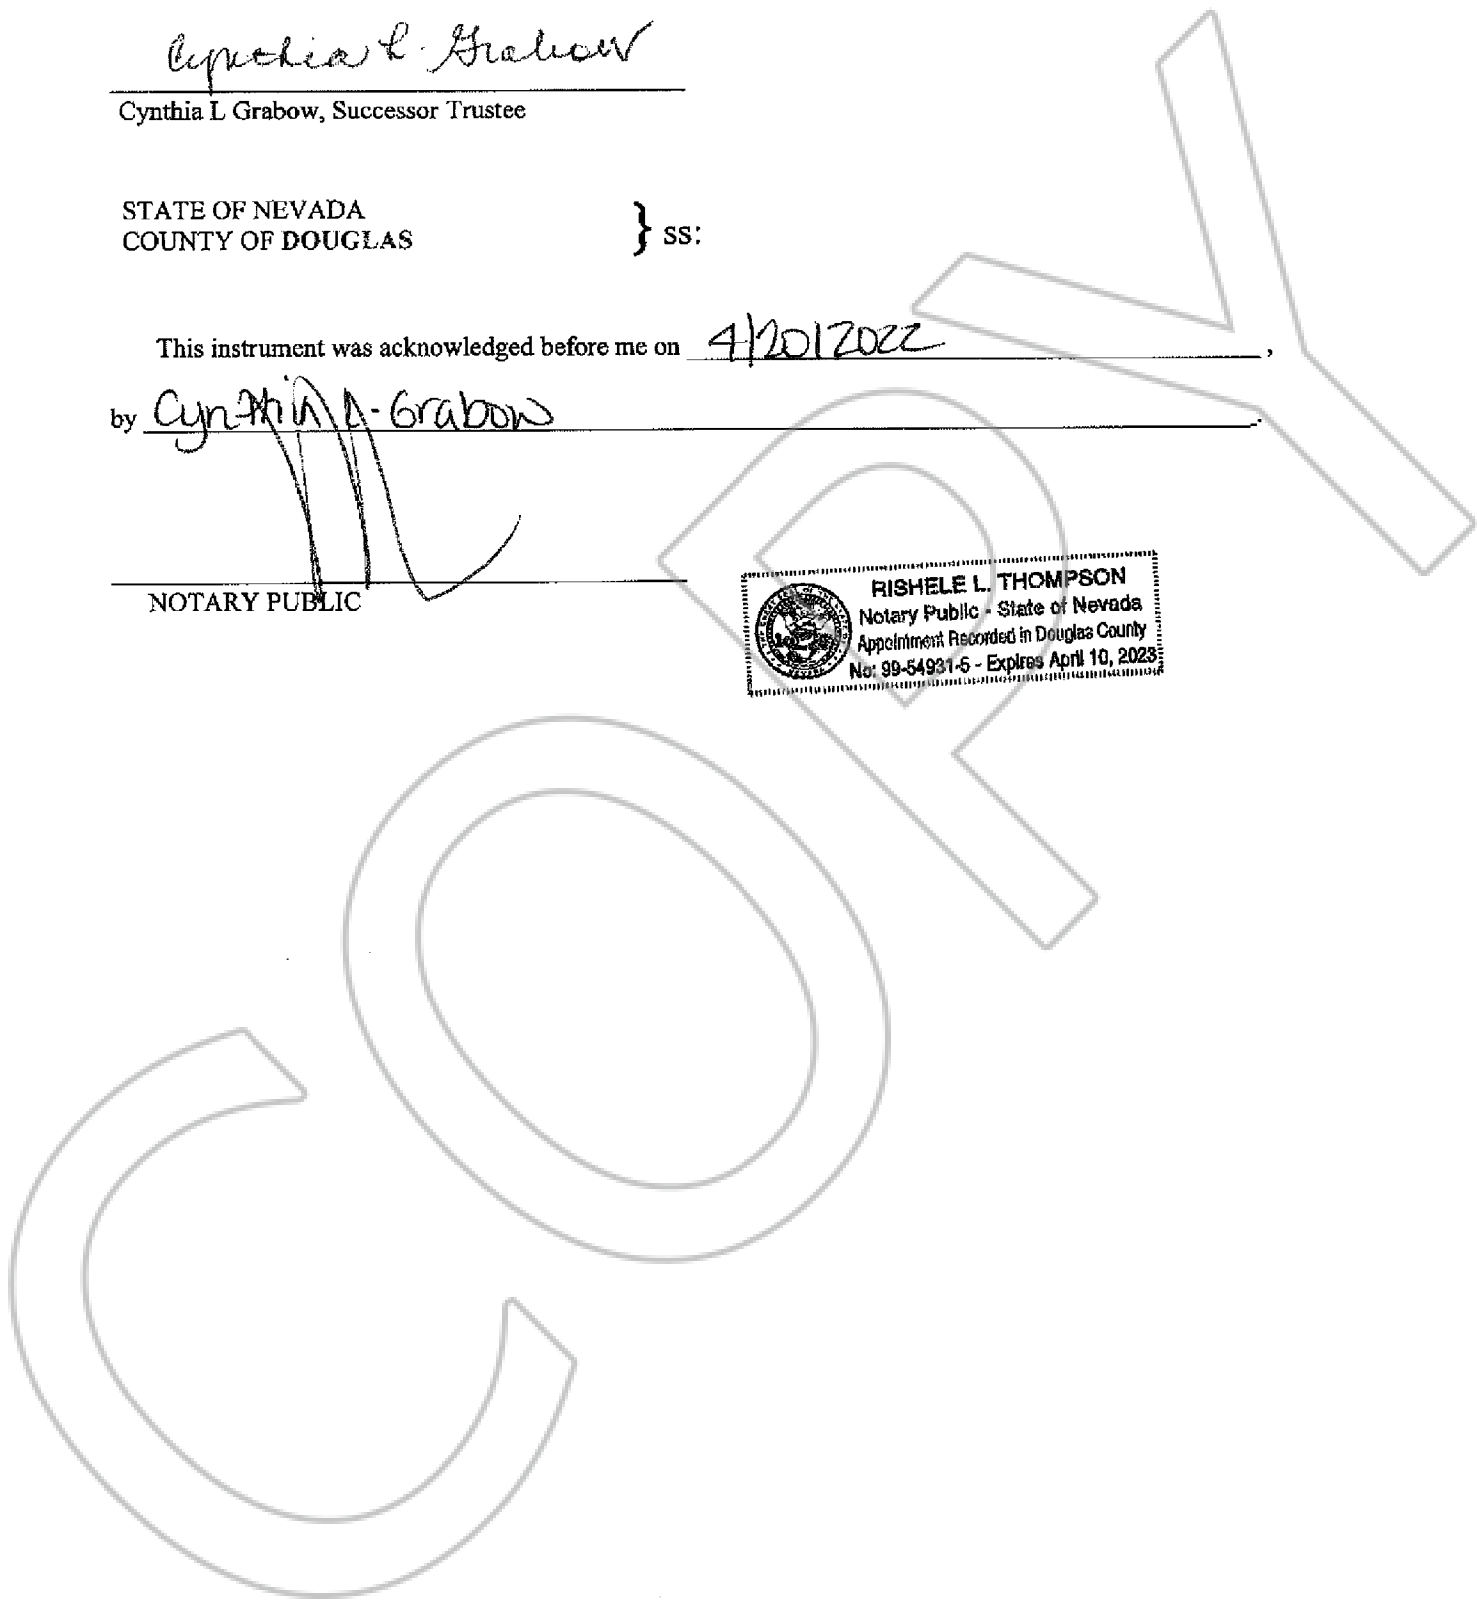 Cynthia L. Grabow
Cynthia L Grabow, Successor Trustee
STATE OF NEVADA
COUNTY OF DOUGLAS } ss:
This instrument was acknowledged before me on 4/20/2022,
by Cynthia L. Grabow.
NOTARY PUBLIC
RISHELE L. THOMPSON
Notary Public - State of Nevada
Appointment Recorded in Douglas County
No: 99-54931-5 - Expires April 10, 2023
COPY